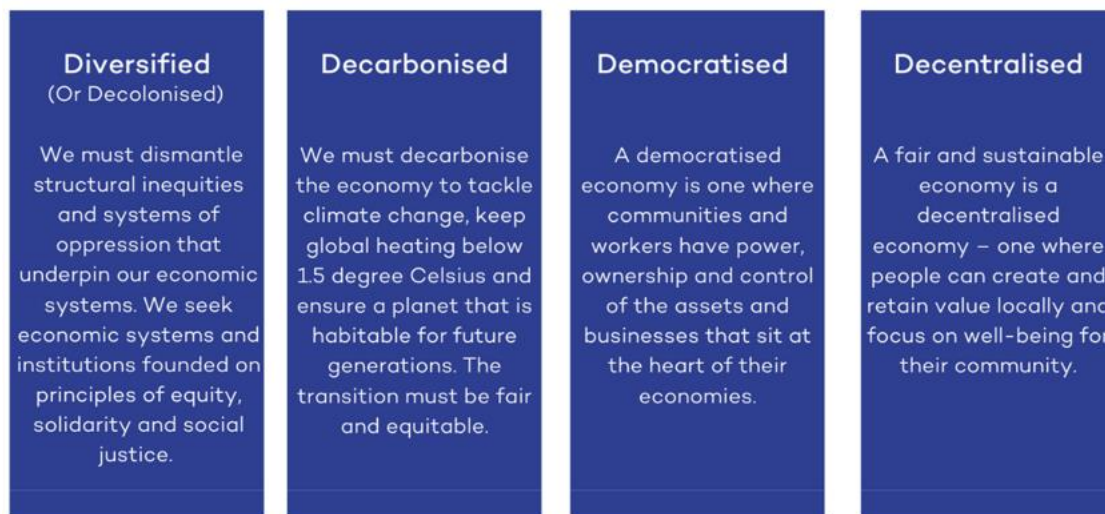 Diversified
(Or Decolonised)
We must dismantle
structural inequities
and systems of
oppression that
underpin our economic
systems. We seek
economic systems and
institutions founded on
principles of equity,
solidarity and social
justice.
Decarbonised
We must decarbonise
the economy to tackle
climate change, keep
global heating below
1.5 degree Celsius and
ensure a planet that is
habitable for future
generations. The
transition must be fair
and equitable.
Democratised
A democratised
economy is one where
communities and
workers have power,
ownership and control
of the assets and
businesses that sit at
the heart of their
economies.
Decentralised
A fair and sustainable
economy is a
decentralised
economy – one where
people can create and
retain value locally and
focus on well-being for
their community.